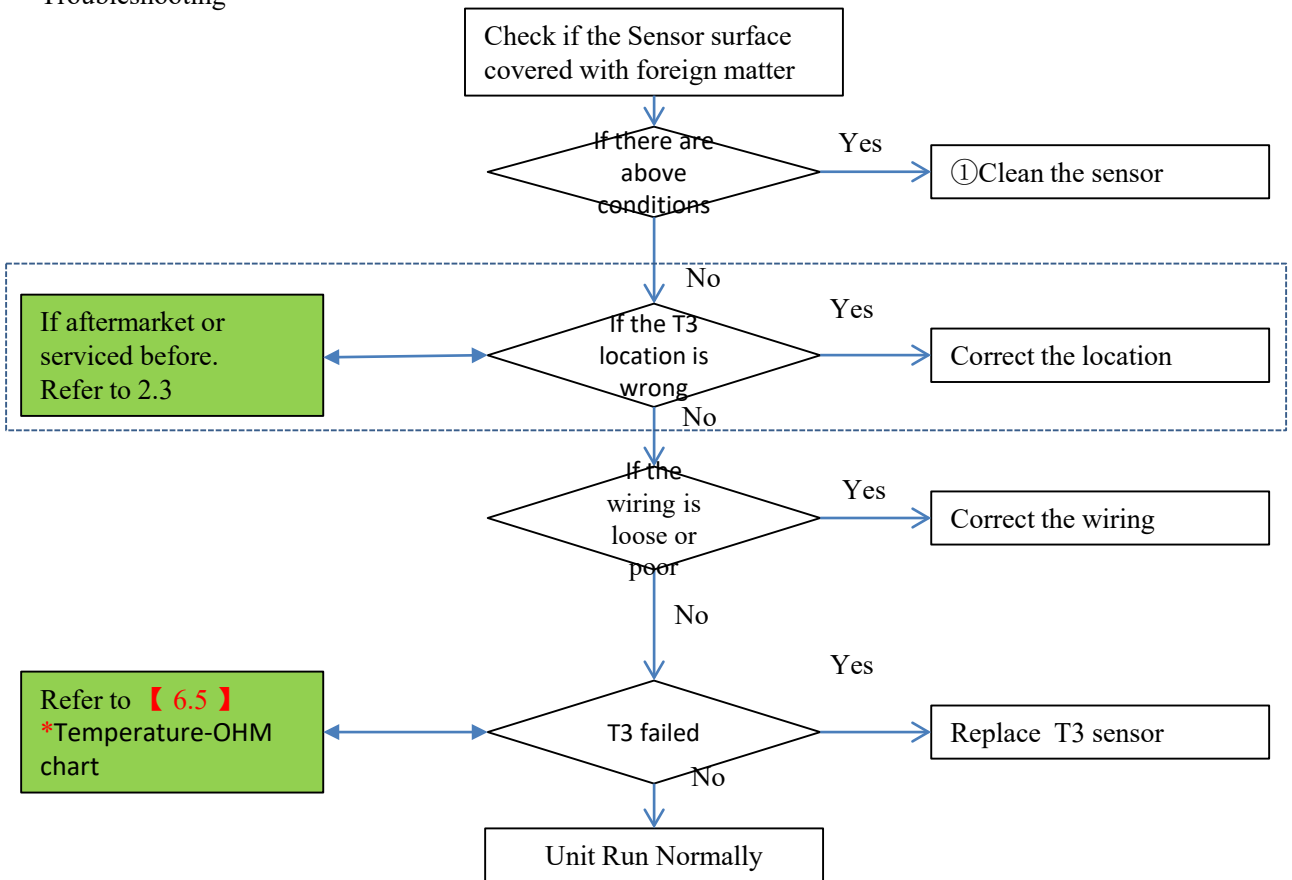 Troubleshooting
Check if the Sensor surface
covered with foreign matter
If there are
above
conditions
Yes
①Clean the sensor
No
If aftermarket or
serviced before.
Refer to 2.3
If the T3
location is
wrong
Yes
Correct the location
No
If the
wiring is
loose or
poor
Yes
Correct the wiring
No
Refer to 【 6.5 】
*Temperature-OHM
chart
T3 failed
Yes
Replace T3 sensor
No
Unit Run Normally